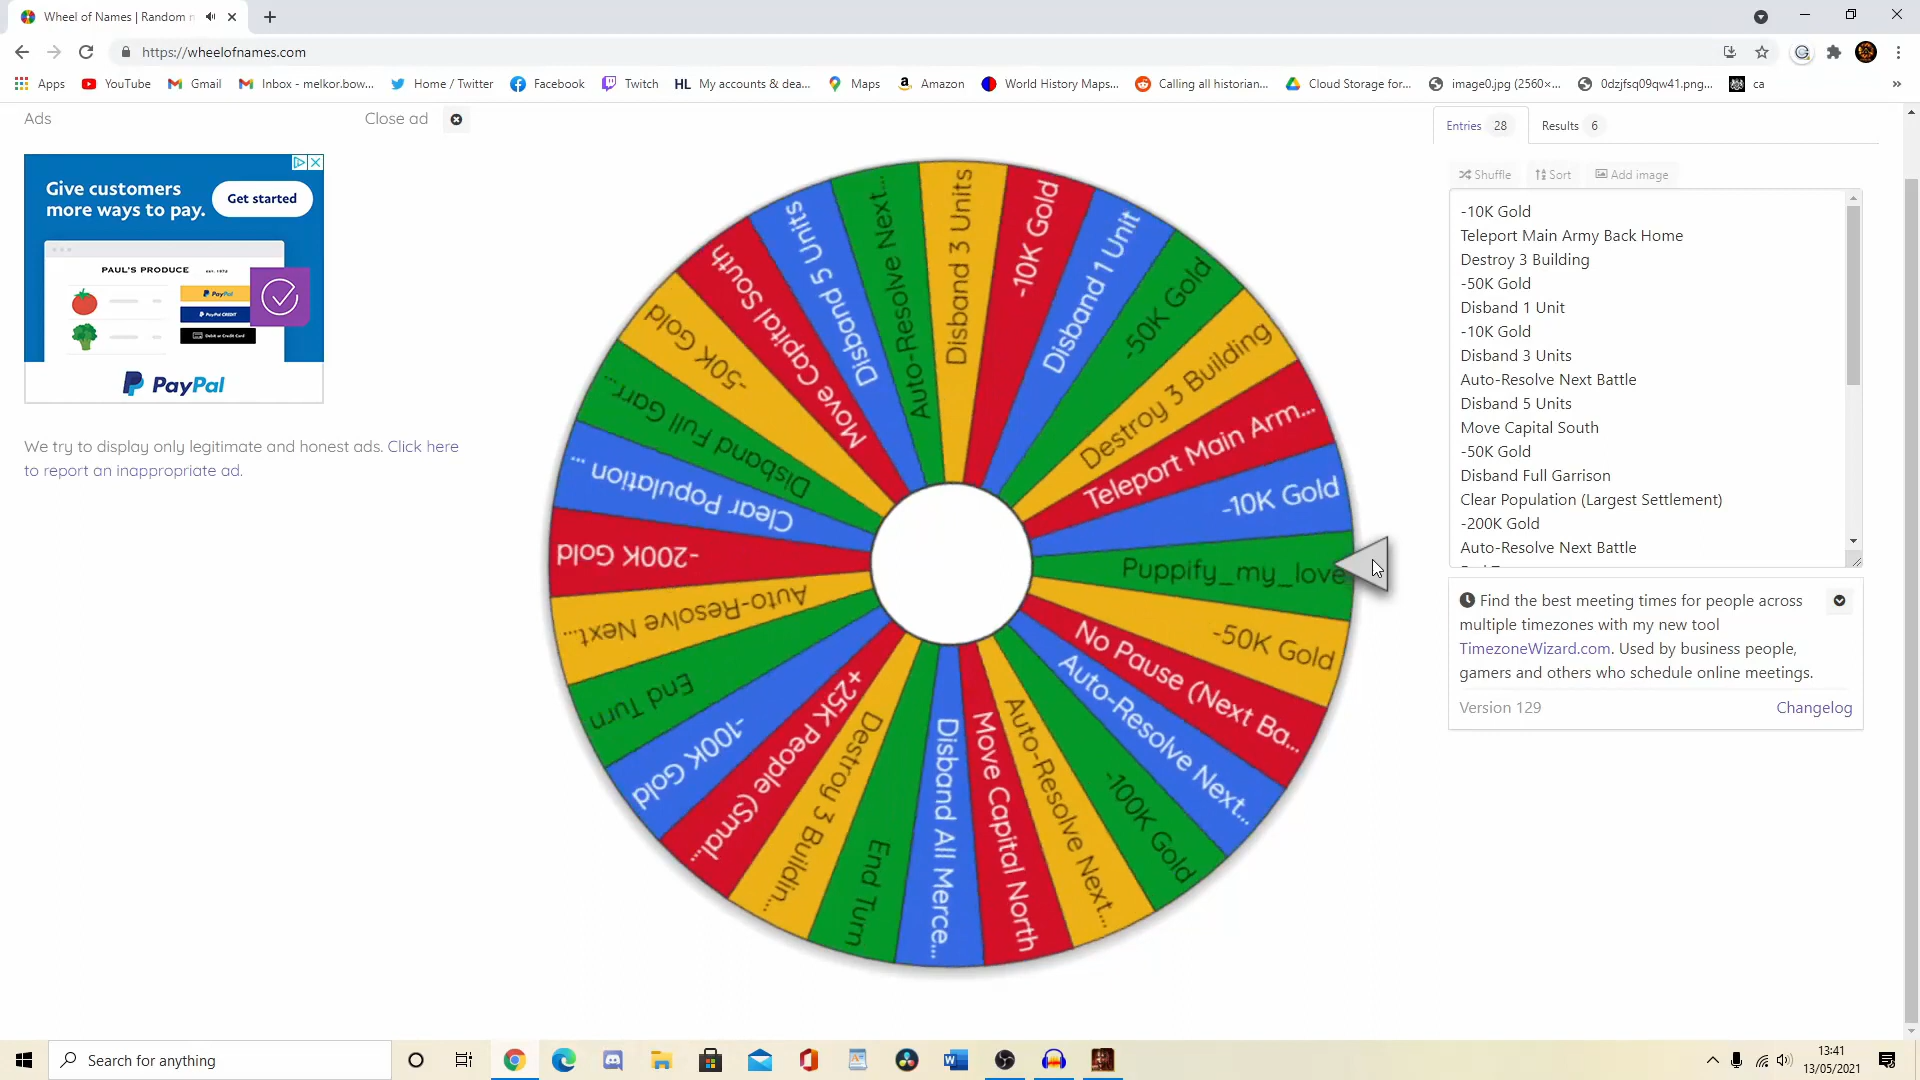 Wheel of Names | Random n
https://wheelofnames.com
Apps
YouTube
Gmail
Inbox - melkor.bow...
Home / Twitter
Facebook
Twitch
HL My accounts & dea...
Maps
Amazon
World History Maps...
Calling all historian...
Cloud Storage for...
image0.jpg (2560×...
0dzjfsq09qw41.png...
ca
»
Ads
Close ad
Give customers
more ways to pay.
Get started
PAUL'S PRODUCE
EST. 1973
PayPal
PayPal CREDIT
Debit or Credit Card
PayPal
We try to display only legitimate and honest ads. Click here
to report an inappropriate ad.
Disband 3 Units
-10K Gold
Disband 1 Unit
-50K Gold
Destroy 3 Building
Teleport Main Arm...
-10K Gold
Puppify_my_love
-50K Gold
No Pause (Next Ba...
Auto-Resolve Next...
-100K Gold
Auto-Resolve Next...
Move Capital North
Disband All Merce...
End Turn
Destroy 3 Buildin...
+25K People (Smal...
-100K Gold
End Turn
Auto-Resolve Next...
-200K Gold
Clear Population ...
Disband Full Garr...
-50K Gold
Move Capital South
Disband 5 Units
Auto-Resolve Next...
Entries 28
Results 6
Shuffle
Sort
Add image
-10K Gold
Teleport Main Army Back Home
Destroy 3 Building
-50K Gold
Disband 1 Unit
-10K Gold
Disband 3 Units
Auto-Resolve Next Battle
Disband 5 Units
Move Capital South
-50K Gold
Disband Full Garrison
Clear Population (Largest Settlement)
-200K Gold
Auto-Resolve Next Battle
Find the best meeting times for people across
multiple timezones with my new tool
TimezoneWizard.com. Used by business people,
gamers and others who schedule online meetings.
Version 129
Changelog
Search for anything
13:41
13/05/2021